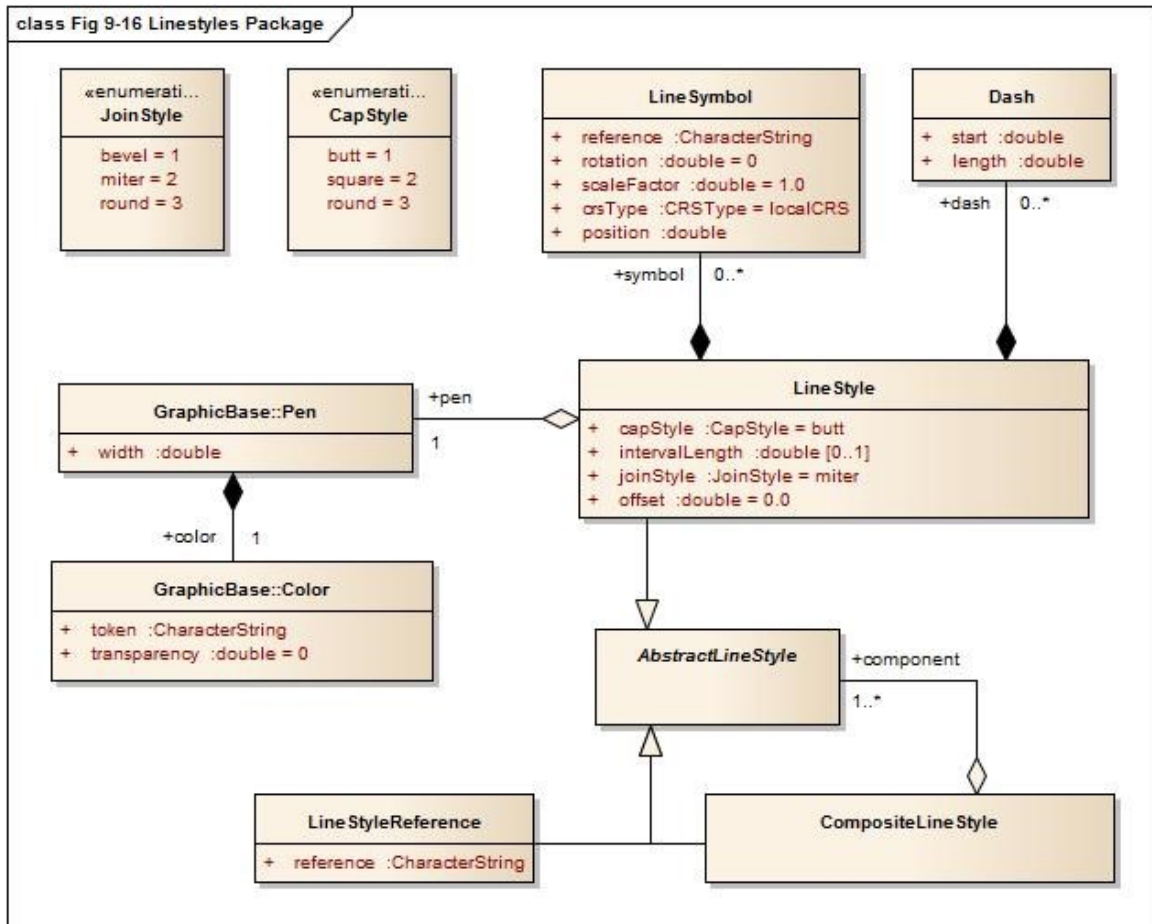 class Fig 9-16 Linestyles Package
«enumerati...
JoinStyle
bevel = 1
miter = 2
round = 3
«enumerati...
CapStyle
butt = 1
square = 2
round = 3
LineSymbol
+ reference :CharacterString
+ rotation :double = 0
+ scaleFactor :double = 1.0
+ crsType :CRSType = localCRS
+ position :double
Dash
+ start :double
+ length :double
+symbol 0..*
+dash 0..*
GraphicBase::Pen
+ width :double
+pen
1
LineStyle
+ capStyle :CapStyle = butt
+ intervalLength :double [0..1]
+ joinStyle :JoinStyle = miter
+ offset :double = 0.0
+color 1
GraphicBase::Color
+ token :CharacterString
+ transparency :double = 0
AbstractLineStyle
+component
1..*
LineStyleReference
+ reference :CharacterString
CompositeLineStyle